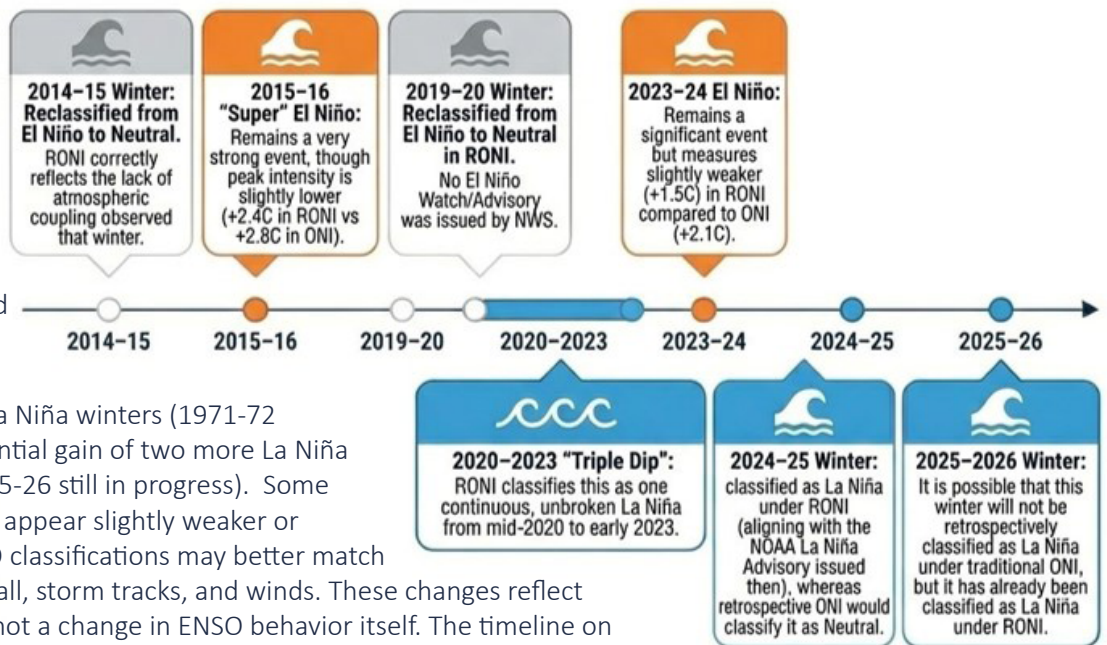 2014–15 Winter:
Reclassified from
El Niño to Neutral.
RONI correctly
reflects the lack of
atmospheric
coupling observed
that winter.
2015–16
“Super” El Niño:
Remains a very
strong event, though
peak intensity is
slightly lower
(+2.4C in RONI vs
+2.8C in ONI).
2019–20 Winter:
Reclassified from
El Niño to Neutral
in RONI.
No El Niño
Watch/Advisory
was issued by NWS.
2023–24 El Niño:
Remains a
significant event
but measures
slightly weaker
(+1.5C) in RONI
compared to ONI
(+2.1C).
2014–15
2015–16
2019–20
2020–2023
2023–24
2024–25
2025–26
2020–2023 “Triple Dip”:
RONI classifies this as one
continuous, unbroken La Niña
from mid-2020 to early 2023.
2024–25 Winter:
classified as La Niña
under RONI
(aligning with the
NOAA La Niña
Advisory issued
then), whereas
retrospective ONI would
classify it as Neutral.
2025–2026 Winter:
It is possible that this
winter will not be
retrospectively
classified as La Niña
under traditional ONI,
but it has already been
classified as La Niña
under RONI.
a Niña winters (1971-72
ntial gain of two more La Niña
5-26 still in progress). Some
appear slightly weaker or
classifications may better match
all, storm tracks, and winds. These changes reflect
not a change in ENSO behavior itself. The timeline on